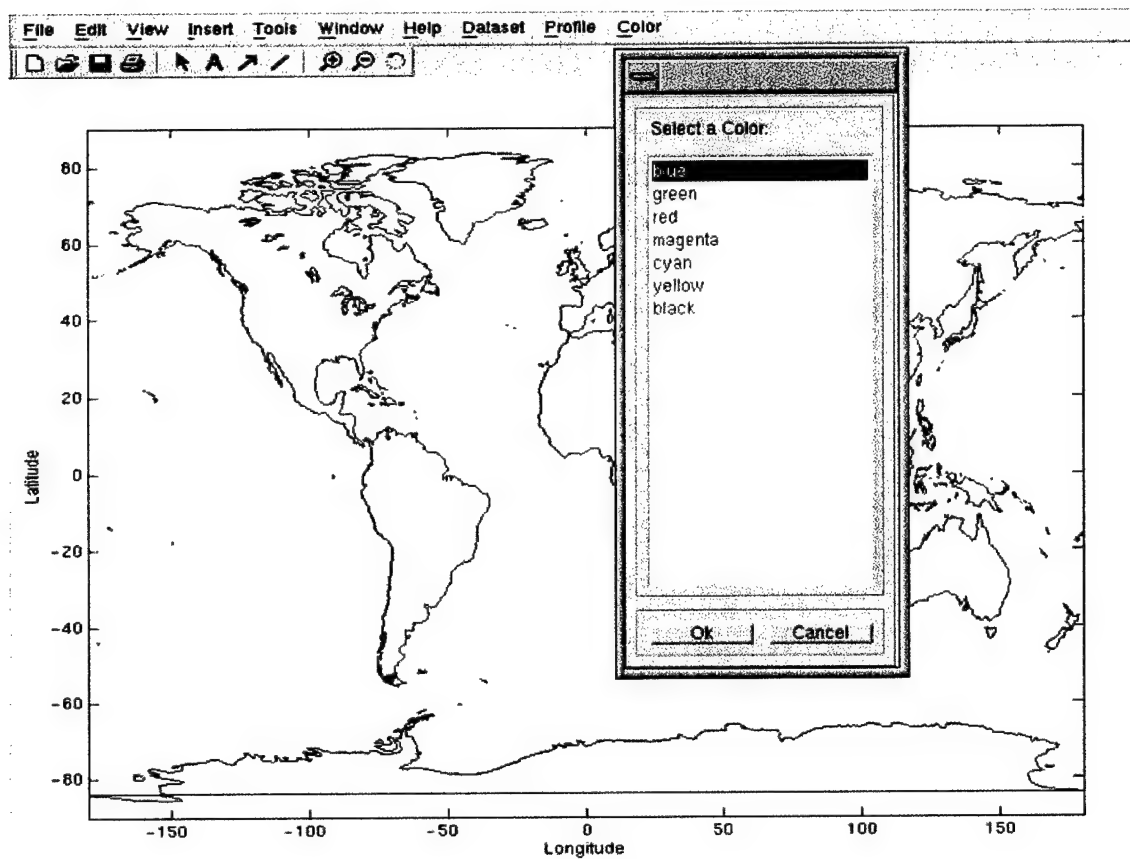 File Edit View Insert Tools Window Help Dataset Profile Color
A
Select a Color:
blue
green
red
magenta
cyan
yellow
black
Ok Cancel
80
60
40
20
0
-20
-40
-60
-80
Latitude
-150 -100 -50 0 50 100 150
Longitude